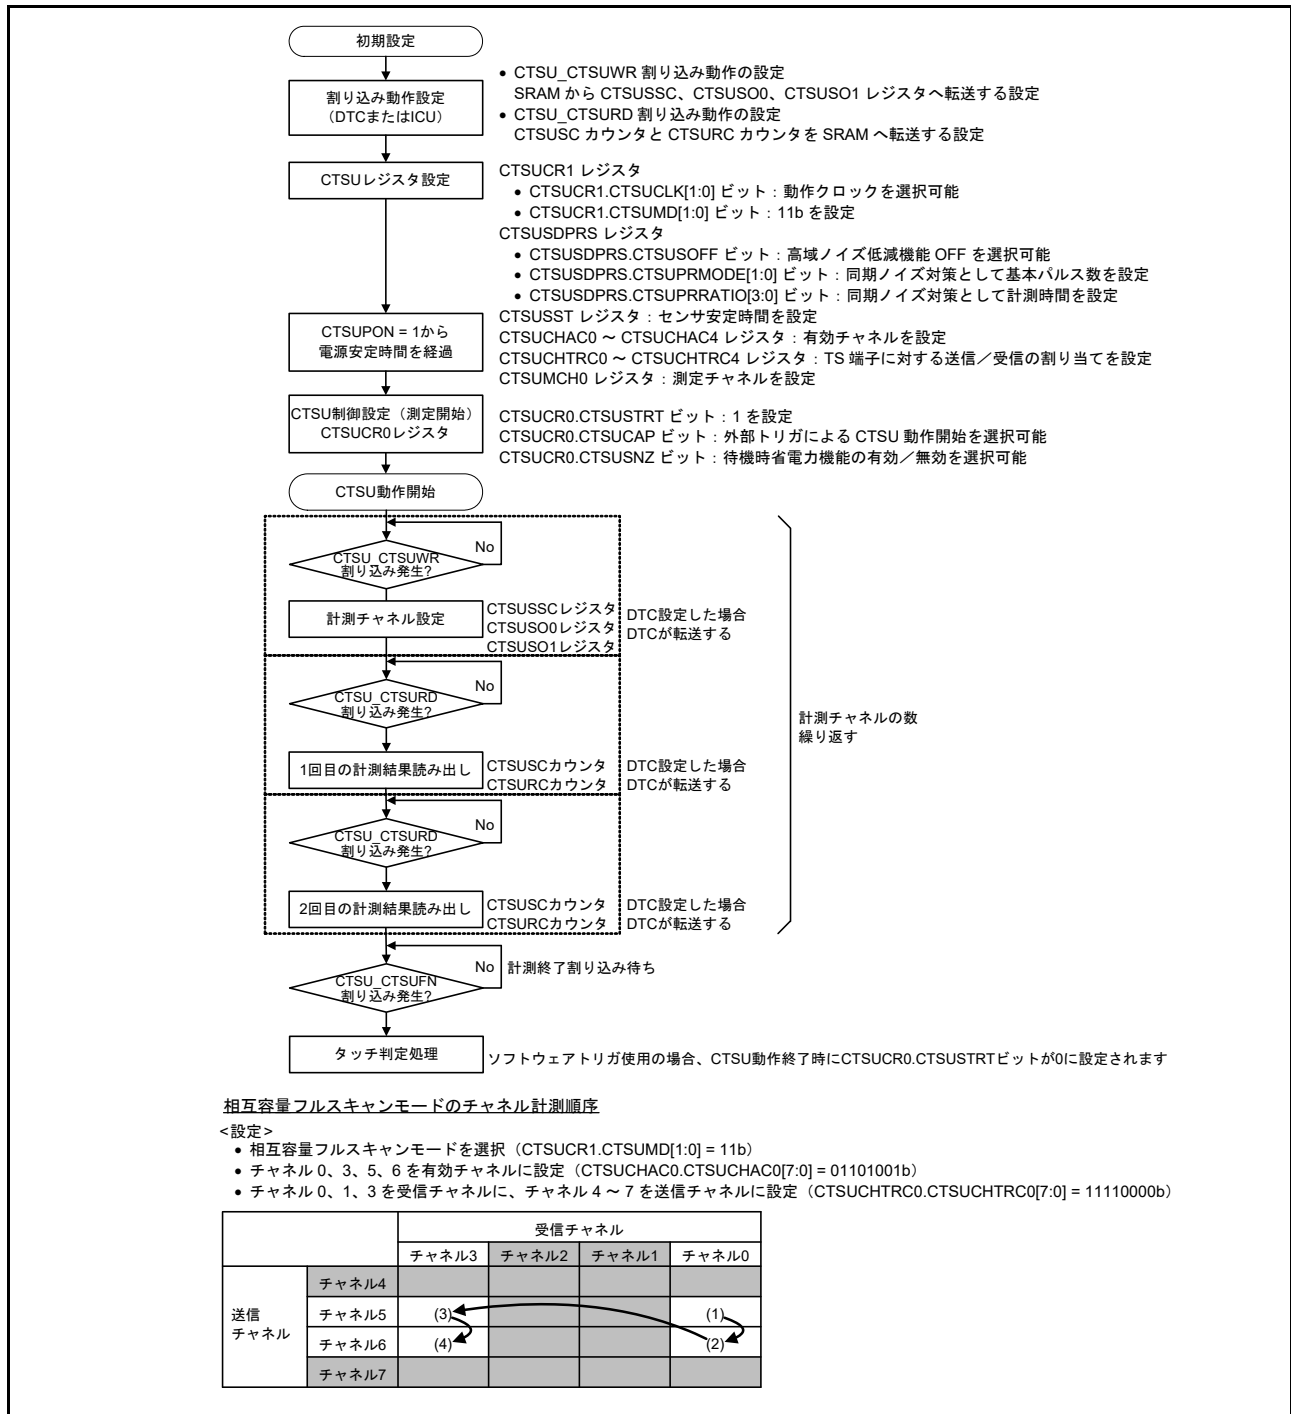 初期設定
割り込み動作設定
（DTCまたはICU）
• CTSU_CTSUWR 割り込み動作の設定
SRAM から CTSUSSC、CTSUSO0、CTSUSO1 レジスタへ転送する設定
• CTSU_CTSURD 割り込み動作の設定
CTSUSC カウンタと CTSURC カウンタを SRAM へ転送する設定
CTSUレジスタ設定
CTSUCR1 レジスタ
• CTSUCR1.CTSUCLK[1:0] ビット：動作クロックを選択可能
• CTSUCR1.CTSUMD[1:0] ビット：11b を設定
CTSUSDPRS レジスタ
• CTSUSDPRS.CTSUSOFF ビット：高域ノイズ低減機能 OFF を選択可能
• CTSUSDPRS.CTSUPRMODE[1:0] ビット：同期ノイズ対策として基本パルス数を設定
• CTSUSDPRS.CTSUPRRATIO[3:0] ビット：同期ノイズ対策として計測時間を設定
CTSUSST レジスタ：センサ安定時間を設定
CTSUCHAC0 ～ CTSUCHAC4 レジスタ：有効チャネルを設定
CTSUCHTRC0 ～ CTSUCHTRC4 レジスタ：TS 端子に対する送信／受信の割り当てを設定
CTSUMCH0 レジスタ：測定チャネルを設定
CTSUPON = 1から
電源安定時間を経過
CTSU制御設定（測定開始）
CTSUCR0レジスタ
CTSUCR0.CTSUSTRT ビット：1 を設定
CTSUCR0.CTSUCAP ビット：外部トリガによる CTSU 動作開始を選択可能
CTSUCR0.CTSUSNZ ビット：待機時省電力機能の有効／無効を選択可能
CTSU動作開始
CTSU_CTSUWR
割り込み発生?
No
計測チャネル設定
CTSUSSCレジスタ
CTSUSO0レジスタ
CTSUSO1レジスタ
DTC設定した場合
DTCが転送する
CTSU_CTSURD
割り込み発生?
No
1回目の計測結果読み出し
CTSUSCカウンタ
CTSURCカウンタ
DTC設定した場合
DTCが転送する
計測チャネルの数
繰り返す
CTSU_CTSURD
割り込み発生?
No
2回目の計測結果読み出し
CTSUSCカウンタ
CTSURCカウンタ
DTC設定した場合
DTCが転送する
CTSU_CTSUFN
割り込み発生?
No
計測終了割り込み待ち
タッチ判定処理
ソフトウェアトリガ使用の場合、CTSU動作終了時にCTSUCR0.CTSUSTRTビットが0に設定されます
相互容量フルスキャンモードのチャネル計測順序
<設定>
• 相互容量フルスキャンモードを選択（CTSUCR1.CTSUMD[1:0] = 11b）
• チャネル 0、3、5、6 を有効チャネルに設定（CTSUCHAC0.CTSUCHAC0[7:0] = 01101001b）
• チャネル 0、1、3 を受信チャネルに、チャネル 4 ～ 7 を送信チャネルに設定（CTSUCHTRC0.CTSUCHTRC0[7:0] = 11110000b）
受信チャネル
チャネル3 チャネル2 チャネル1 チャネル0
送信
チャネル
チャネル4
チャネル5 (3) (1)
チャネル6 (4) (2)
チャネル7